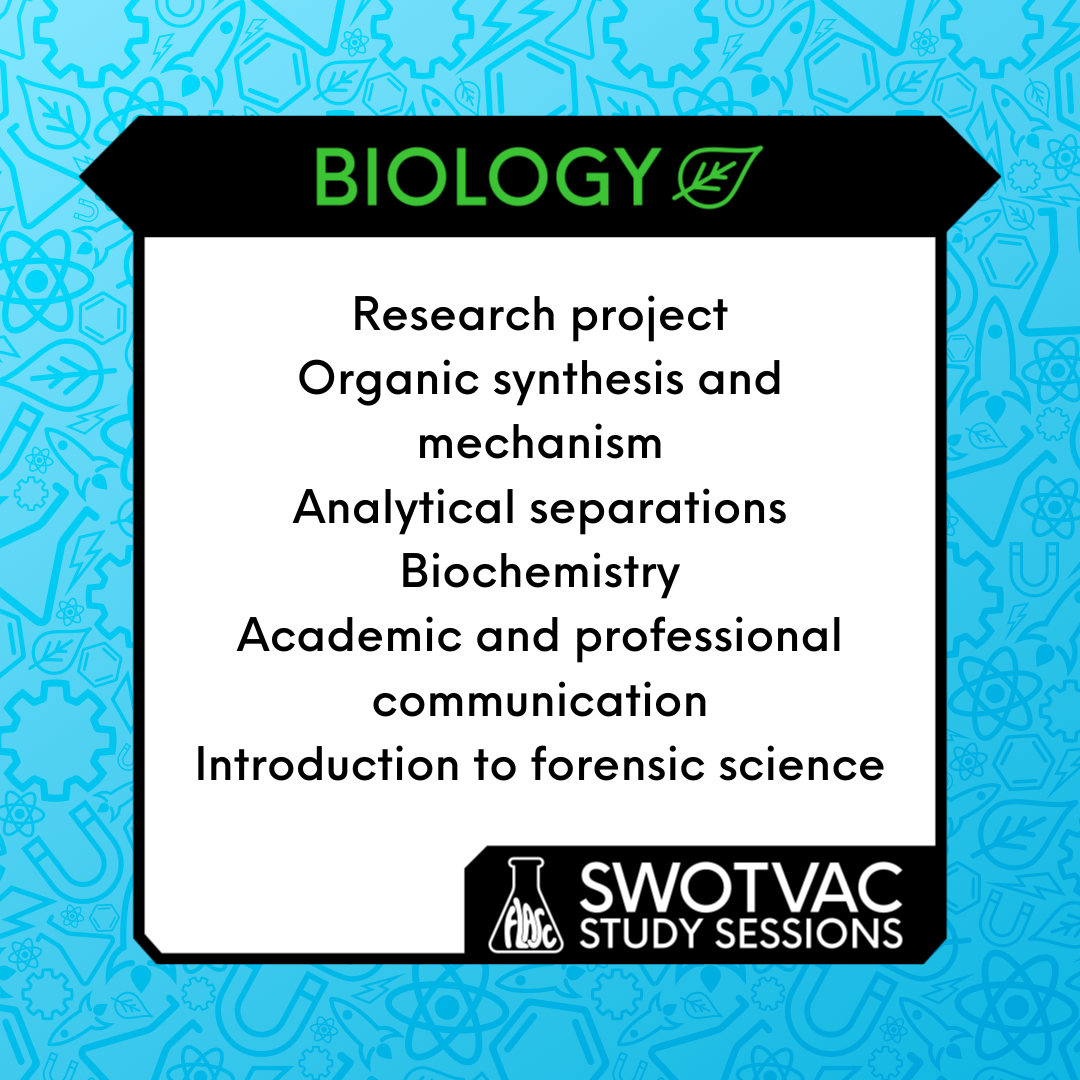 BIOLOGY
Research project
Organic synthesis and
mechanism
Analytical separations
Biochemistry
Academic and professional
communication
Introduction to forensic science
FLASC
SWOTVAC
STUDY SESSIONS